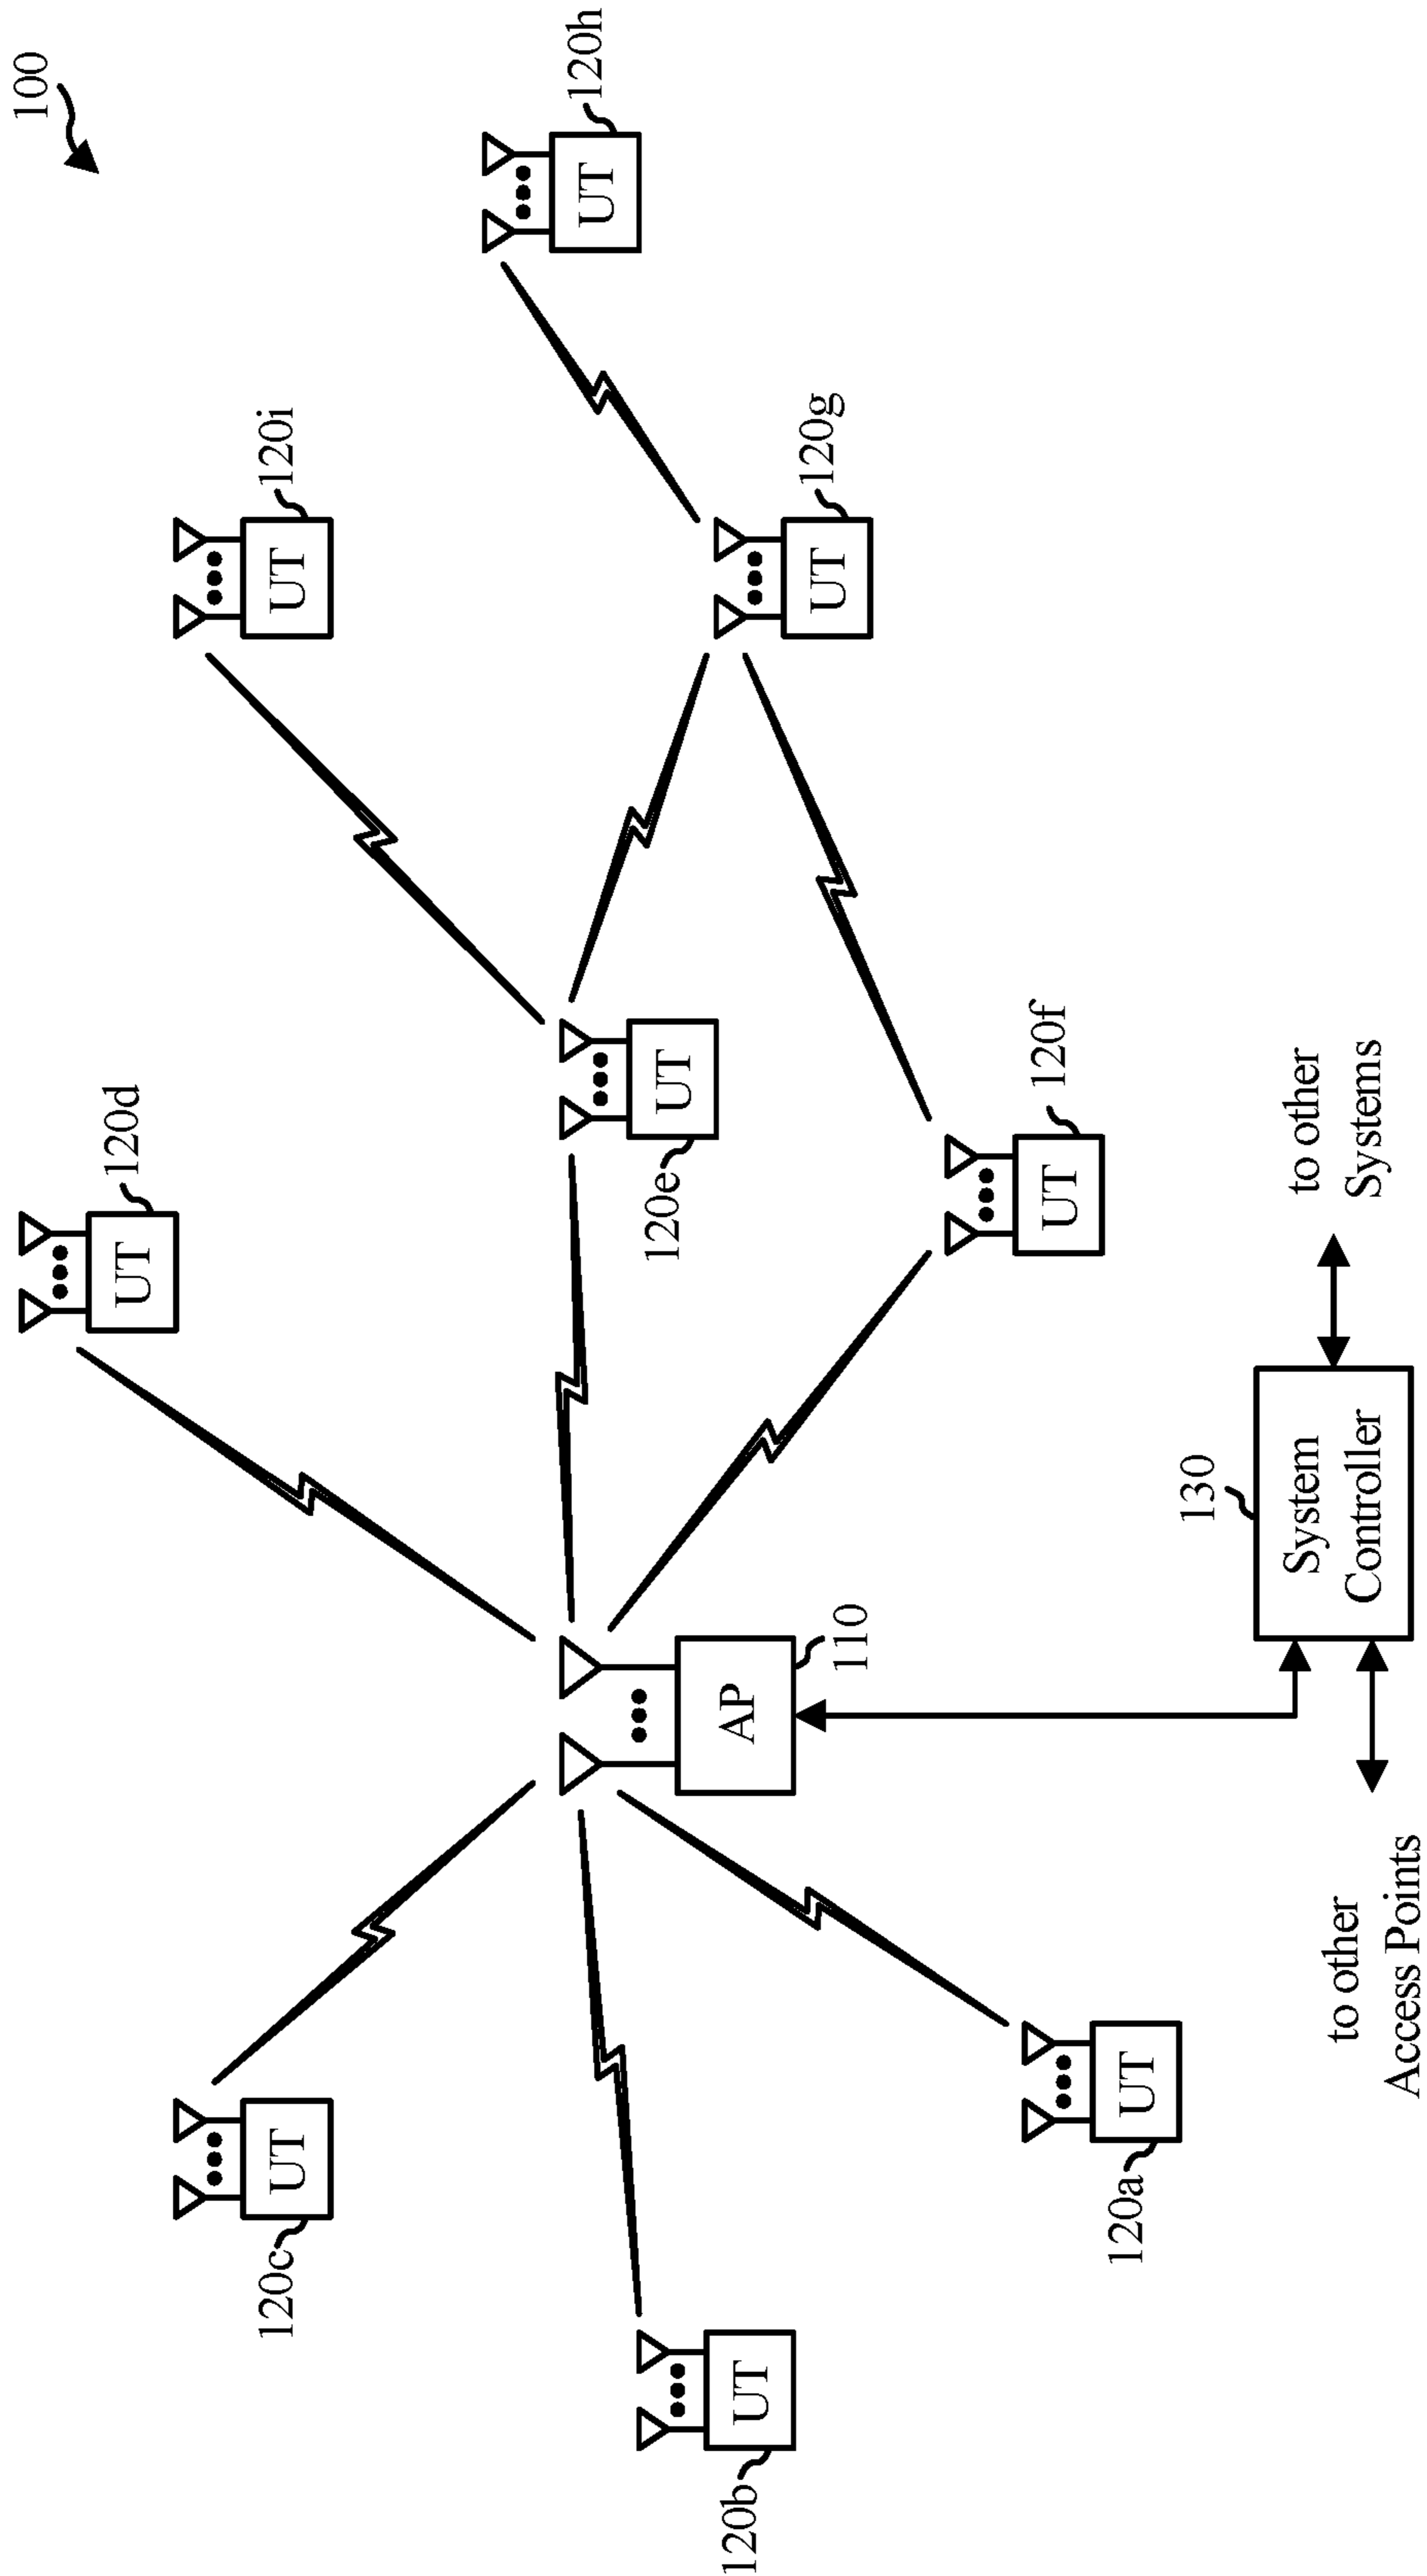 100
120d
UT
120c
UT
120i
UT
120h
UT
120b
UT
AP
110
120e
UT
120g
UT
120a
UT
120f
UT
130
System
Controller
to other
Systems
to other
Access Points